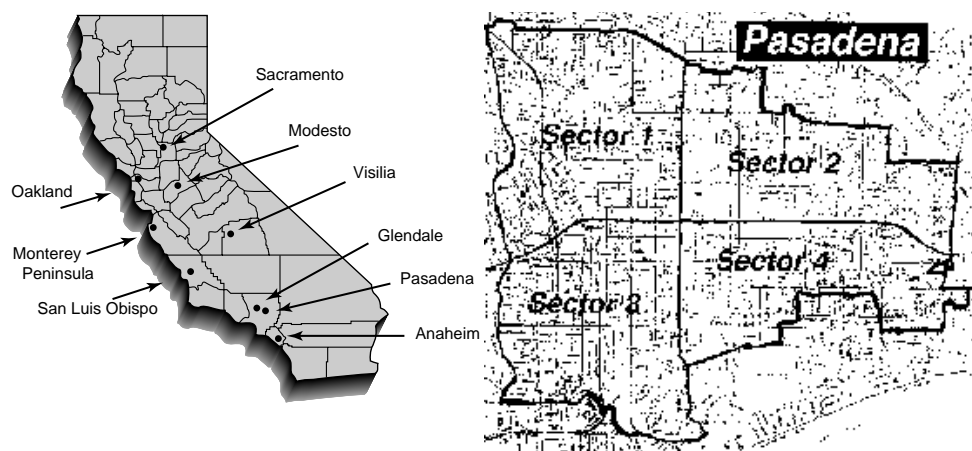 Sacramento
Modesto
Visilia
Oakland
Glendale
Monterey
Peninsula
Pasadena
San Luis Obispo
Anaheim
Pasadena
Sector 1
Sector 2
Sector 4
Sector 3